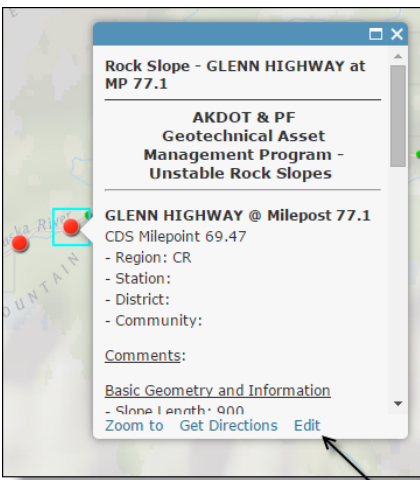 Rock Slope - GLENN HIGHWAY at
MP 77.1
AKDOT & PF
Geotechnical Asset
Management Program -
Unstable Rock Slopes
GLENN HIGHWAY @ Milepost 77.1
CDS Milepoint 69.47
- Region: CR
- Station:
- District:
- Community:
Comments:
Basic Geometry and Information
- Slope Length: 900
Zoom to Get Directions Edit
River